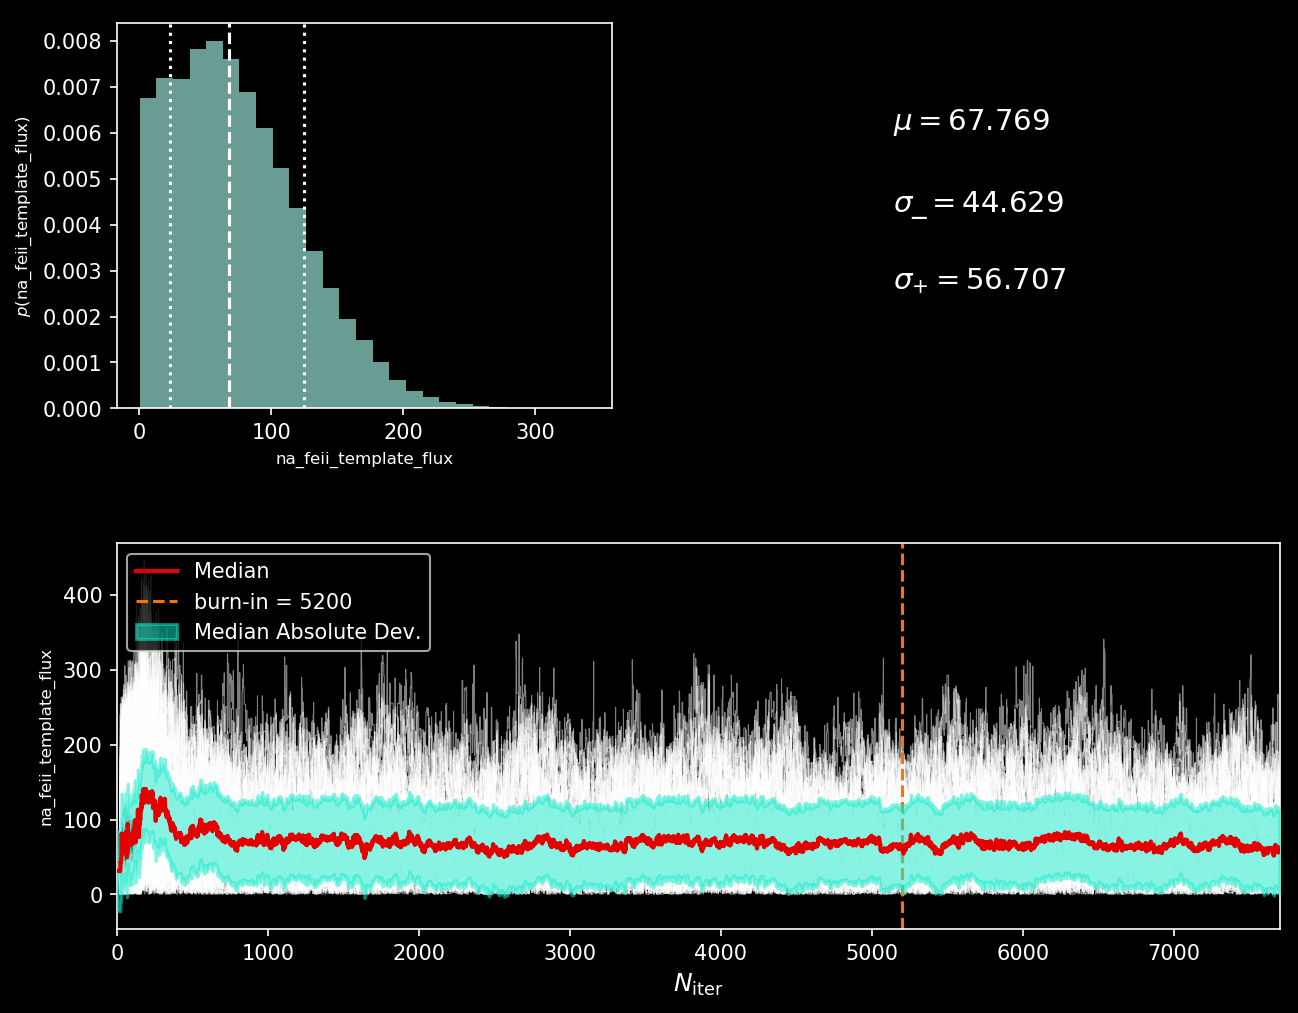 0.008
0.007
0.006
0.005
0.004
0.003
0.002
0.001
0.000
p(na_feii_template_flux)
0 100 200 300
na_feii_template_flux
μ = 67.769
σ_ = 44.629
σ+ = 56.707
Median
burn-in = 5200
Median Absolute Dev.
400
300
200
100
0
na_feii_template_flux
0 1000 2000 3000 4000 5000 6000 7000
Niter